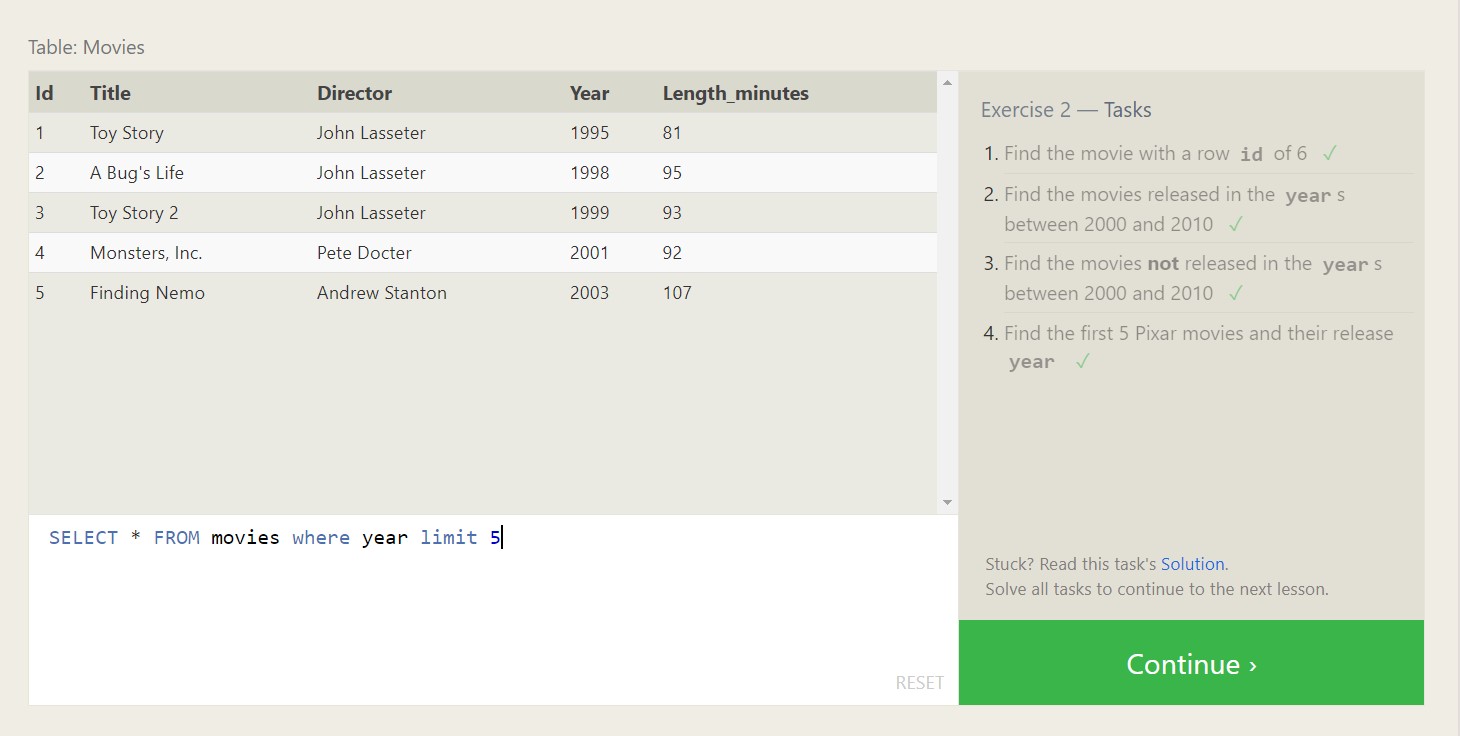 Table: Movies
Id Title Director Year Length_minutes
1 Toy Story John Lasseter 1995 81
2 A Bug's Life John Lasseter 1998 95
3 Toy Story 2 John Lasseter 1999 93
4 Monsters, Inc. Pete Docter 2001 92
5 Finding Nemo Andrew Stanton 2003 107
SELECT * FROM movies where year limit 5
RESET
Exercise 2 — Tasks
1. Find the movie with a row id of 6 ✓
2. Find the movies released in the year s
between 2000 and 2010 ✓
3. Find the movies not released in the year s
between 2000 and 2010 ✓
4. Find the first 5 Pixar movies and their release
year ✓
Stuck? Read this task's Solution.
Solve all tasks to continue to the next lesson.
Continue ›